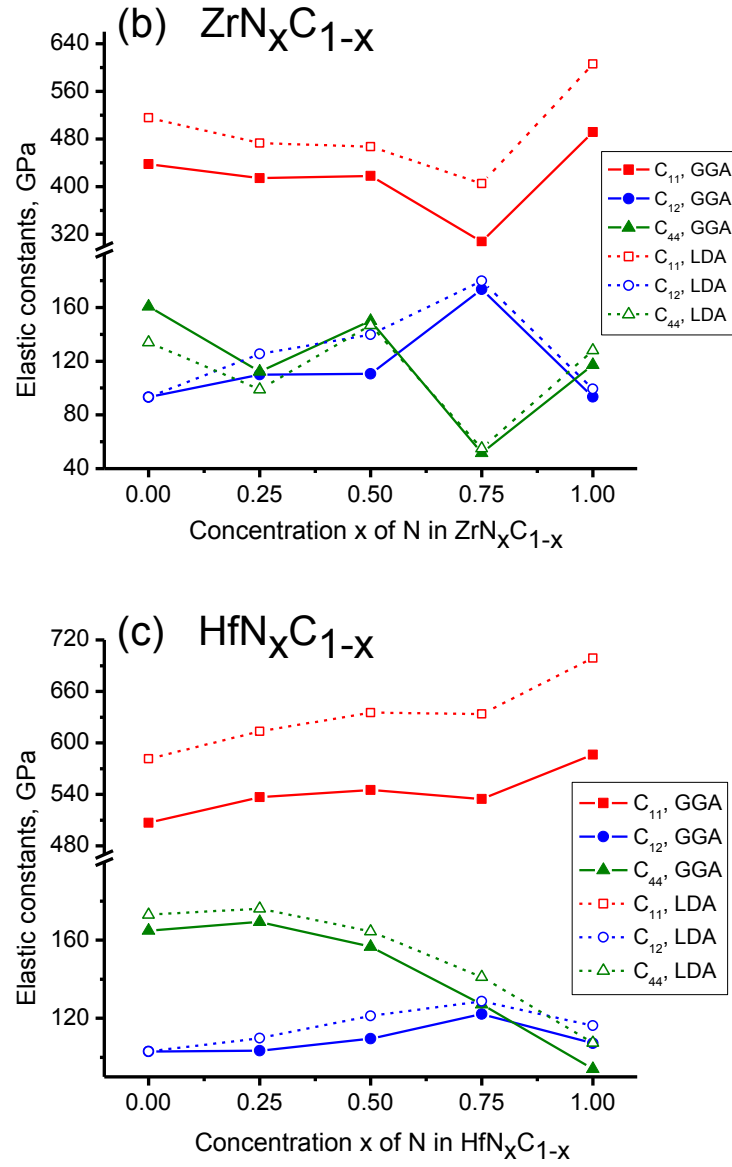 (b) ZrNxC1-x
640
560
480
400
320
160
120
80
40
Elastic constants, GPa
C11, GGA
C12, GGA
C44, GGA
C11, LDA
C12, LDA
C44, LDA
0.00 0.25 0.50 0.75 1.00
Concentration x of N in ZrNxC1-x
(c) HfNxC1-x
720
660
600
540
480
160
120
Elastic constants, GPa
C11, GGA
C12, GGA
C44, GGA
C11, LDA
C12, LDA
C44, LDA
0.00 0.25 0.50 0.75 1.00
Concentration x of N in HfNxC1-x